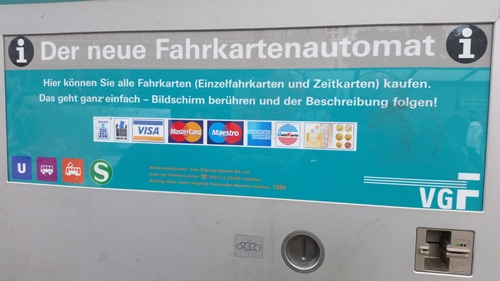 Der neue Fahrkartenautomat
Hier können Sie alle Fahrkarten (Einzelfahrkarten und Zeitkarten) kaufen.
Das geht ganz einfach – Bildschirm berühren und der Beschreibung folgen!
VISA MasterCard Maestro
U S
VGF